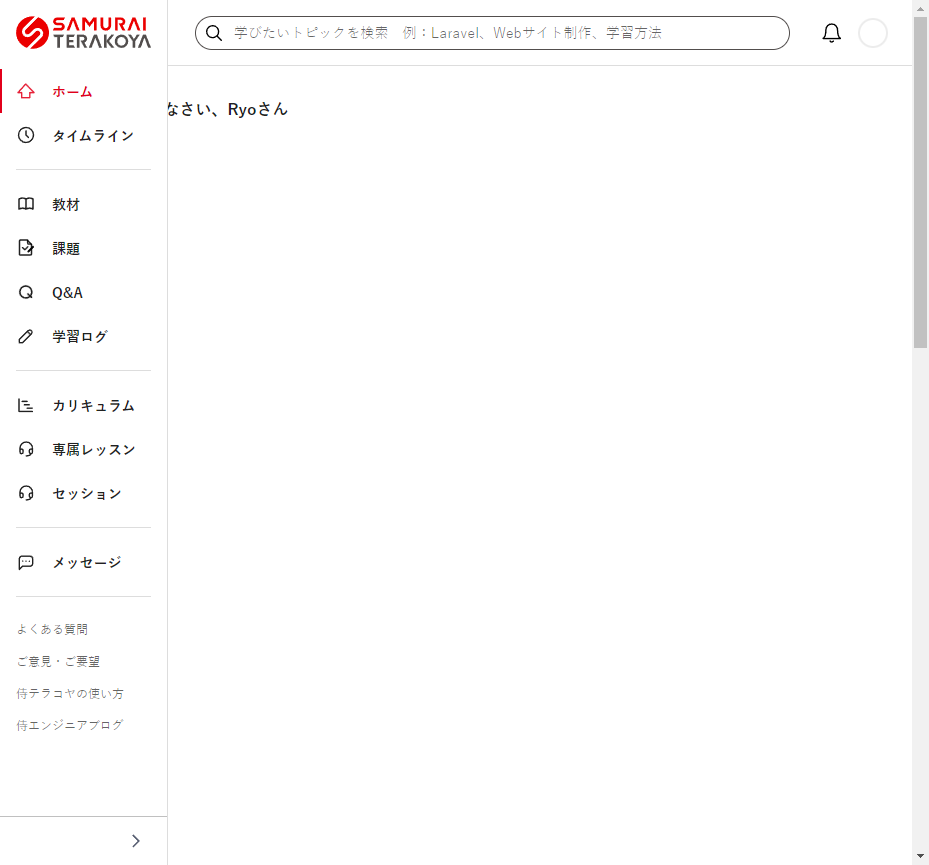 SAMURAI
TERAKOYA
学びたいトピックを検索　例：Laravel、Webサイト制作、学習方法
ホーム
なさい、Ryoさん
タイムライン
教材
課題
Q&A
学習ログ
カリキュラム
専属レッスン
セッション
メッセージ
よくある質問
ご意見・ご要望
侍テラコヤの使い方
侍エンジニアブログ